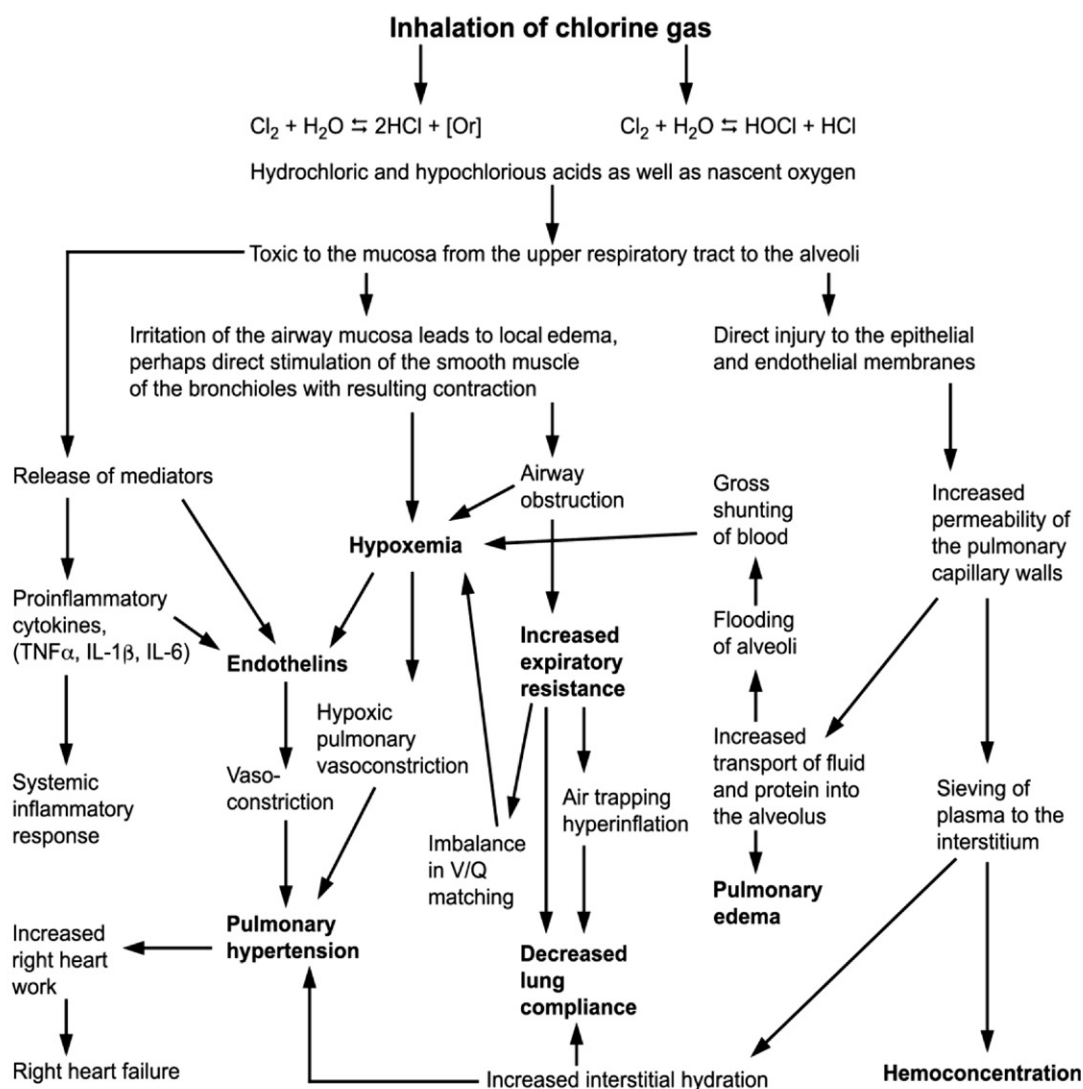 Inhalation of chlorine gas
Cl₂ + H₂O ⇆ 2HCl + [Or]
Cl₂ + H₂O ⇆ HOCl + HCl
Hydrochloric and hypochlorious acids as well as nascent oxygen
Toxic to the mucosa from the upper respiratory tract to the alveoli
Irritation of the airway mucosa leads to local edema,
perhaps direct stimulation of the smooth muscle
of the bronchioles with resulting contraction
Direct injury to the epithelial
and endothelial membranes
Release of mediators
Airway
obstruction
Gross
shunting
of blood
Increased
permeability of
the pulmonary
capillary walls
Hypoxemia
Proinflammatory
cytokines,
(TNFα, IL-1β, IL-6)
Endothelins
Increased
expiratory
resistance
Flooding
of alveoli
Hypoxic
pulmonary
vasoconstriction
Vaso-
constriction
Increased
transport of fluid
and protein into
the alveolus
Systemic
inflammatory
response
Air trapping
hyperinflation
Sieving of
plasma to the
interstitium
Imbalance
in V/Q
matching
Pulmonary
edema
Increased
right heart
work
Pulmonary
hypertension
Decreased
lung
compliance
Right heart failure
Increased interstitial hydration
Hemoconcentration